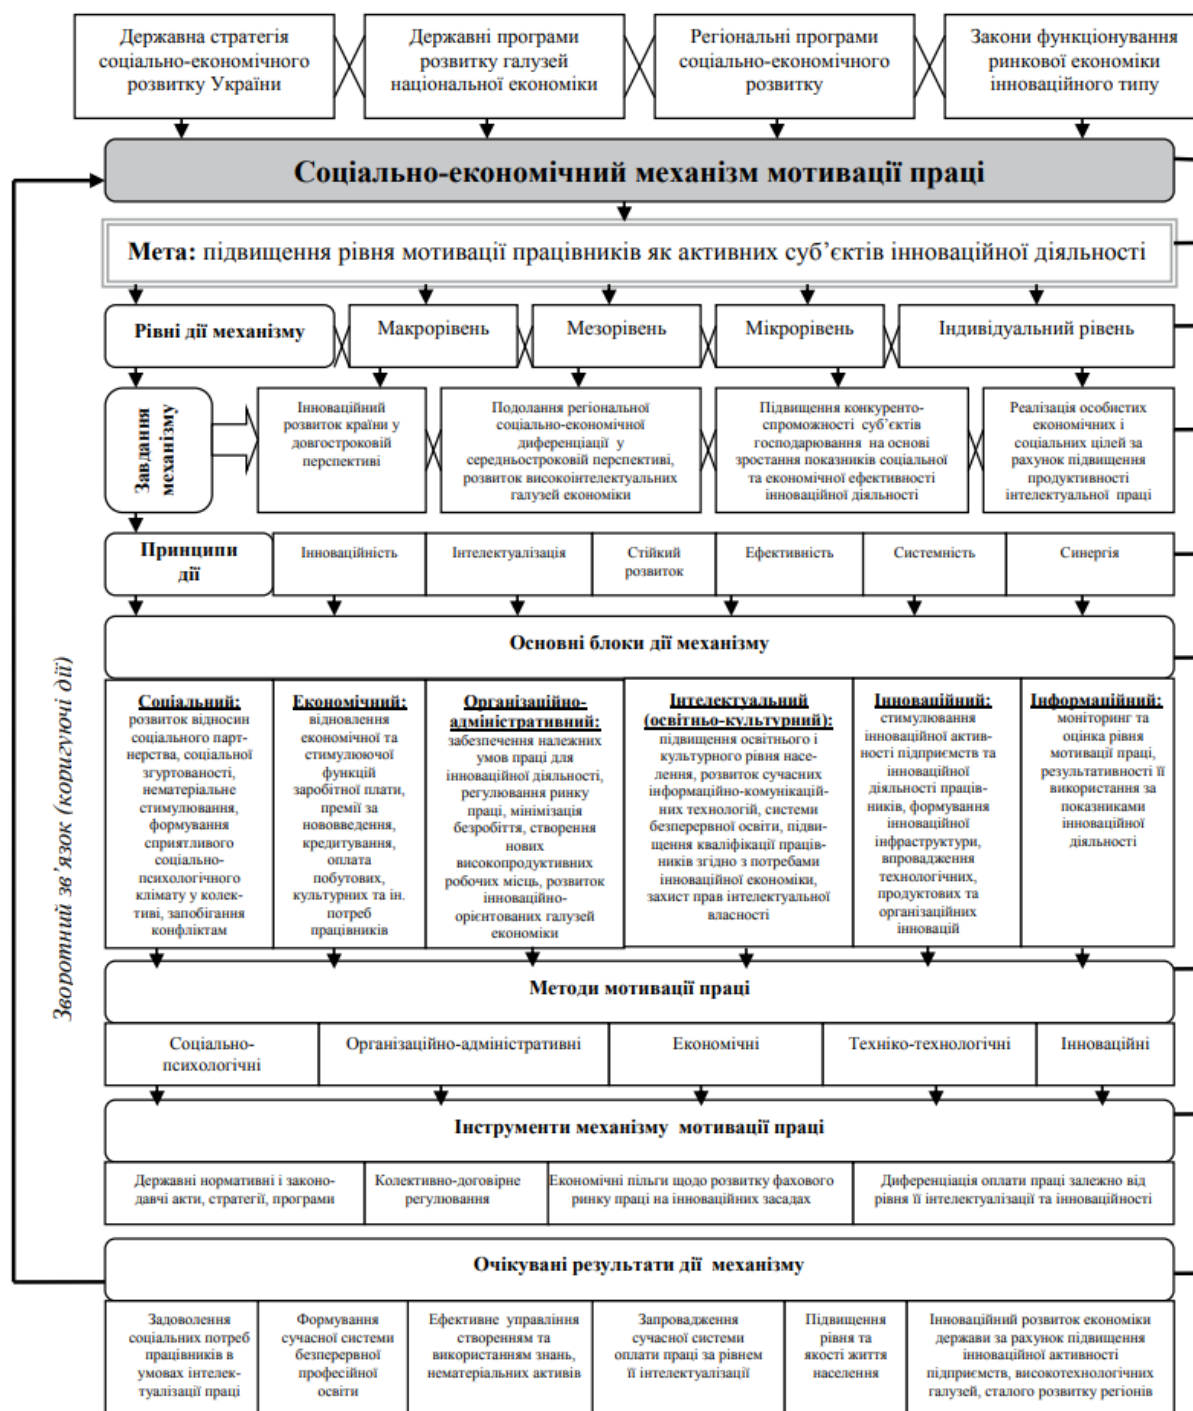 Державна стратегія
соціально-економічного
розвитку України
Державні програми
розвитку галузей
національної економіки
Регіональні програми
соціально-економічного
розвитку
Закони функціонування
ринкової економіки
інноваційного типу
Соціально-економічний механізм мотивації праці
Мета: підвищення рівня мотивації працівників як активних суб’єктів інноваційної діяльності
Рівні дії механізму
Макрорівень
Мезорівень
Мікрорівень
Індивідуальний рівень
Завдання
механізму
Інноваційний
розвиток країни у
довгостроковій
перспективі
Подолання регіональної
соціально-економічної
диференціації у
середньостроковій перспективі,
розвиток високоінтелектуальних
галузей економіки
Підвищення конкуренто-
спроможності суб’єктів
господарювання на основі
зростання показників соціальної
та економічної ефективності
інноваційної діяльності
Реалізація особистих
економічних і
соціальних цілей за
рахунок підвищення
продуктивності
інтелектуальної праці
Принципи
дії
Інноваційність
Інтелектуалізація
Стійкий
розвиток
Ефективність
Системність
Синергія
Основні блоки дії механізму
Соціальний:
розвиток відносин
соціального парт-
нерства, соціальної
згуртованості,
нематеріальне
стимулювання,
формування
сприятливого
соціально-
психологічного
клімату у колек-
тиві, запобігання
конфліктам
Економічний:
відновлення
економічної та
стимулюючої
функцій
заробітної плати,
премії за
нововведення,
кредитування,
оплата
побутових,
культурних та ін.
потреб
працівників
Організаційно-
адміністративний:
забезпечення належних
умов праці для
інноваційної діяльності,
регулювання ринку
праці, мінімізація
безробіття, створення
нових
високопродуктивних
робочих місць, розвиток
інноваційно-
орієнтованих галузей
економіки
Інтелектуальний
(освітньо-культурний):
підвищення освітнього і
культурного рівня насе-
лення, розвиток сучасних
інформаційно-комунікацій-
них технологій, системи
безперервної освіти, підви-
щення кваліфікації праців-
ників згідно з потребами
інноваційної економіки,
захист прав інтелектуальної
власності
Інноваційний:
стимулювання
інноваційної актив-
ності підприємств та
інноваційної
діяльності праців-
ників, формування
інноваційної
інфраструктури,
впровадження
технологічних,
продуктових та
організаційних
інновацій
Інформаційний:
моніторинг та
оцінка рівня
мотивації праці,
результативності її
використання за
показниками
інноваційної
діяльності
Методи мотивації праці
Соціально-
психологічні
Організаційно-адміністративні
Економічні
Техніко-технологічні
Інноваційні
Інструменти механізму мотивації праці
Державні нормативні і законо-
давчі акти, стратегії, програми
Колективно-договірне
регулювання
Економічні пільги щодо розвитку фахового
ринку праці на інноваційних засадах
Диференціація оплати праці залежно від
рівня її інтелектуалізації та інноваційності
Очікувані результати дії механізму
Задоволення
соціальних потреб
працівників в
умовах інтелек-
туалізації праці
Формування
сучасної системи
безперервної
професійної
освіти
Ефективне управління
створенням та
використанням знань,
нематеріальних активів
Запровадження
сучасної системи
оплати праці за рівнем
її інтелектуалізації
Підвищення
рівня та
якості життя
населення
Інноваційний розвиток економіки
держави за рахунок підвищення
інноваційної активності
підприємств, високотехнологічних
галузей, сталого розвитку регіонів
Зворотний зв’язок (коригуючі дії)